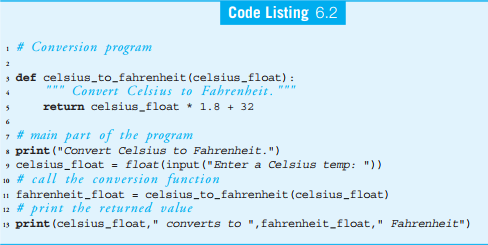 Code Listing 6.2
1 # Conversion program
2
3 def celsius_to_fahrenheit(celsius_float):
4     """ Convert Celsius to Fahrenheit."""
5     return celsius_float * 1.8 + 32
6
7 # main part of the program
8 print("Convert Celsius to Fahrenheit.")
9 celsius_float = float(input("Enter a Celsius temp: "))
10 # call the conversion function
11 fahrenheit_float = celsius_to_fahrenheit(celsius_float)
12 # print the returned value
13 print(celsius_float," converts to ",fahrenheit_float," Fahrenheit")